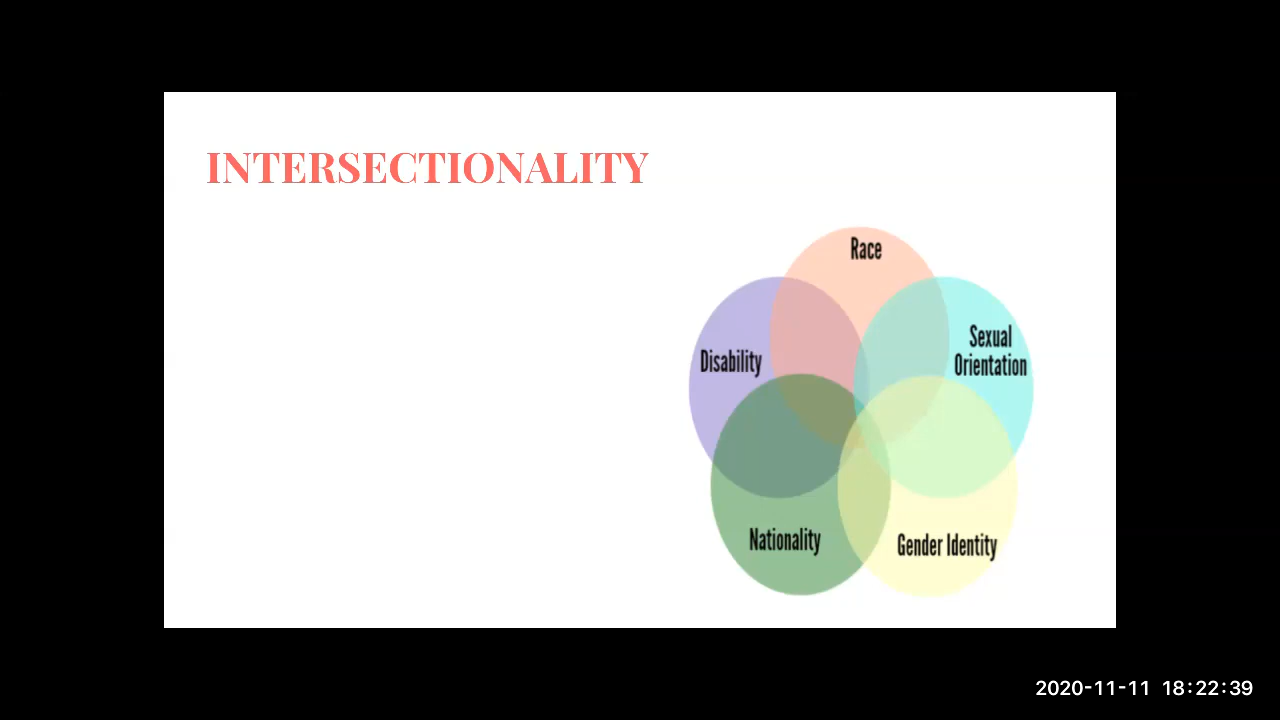 INTERSECTIONALITY
Race
Sexual
Orientation
Disability
Nationality
Gender Identity
2020-11-11 18:22:39